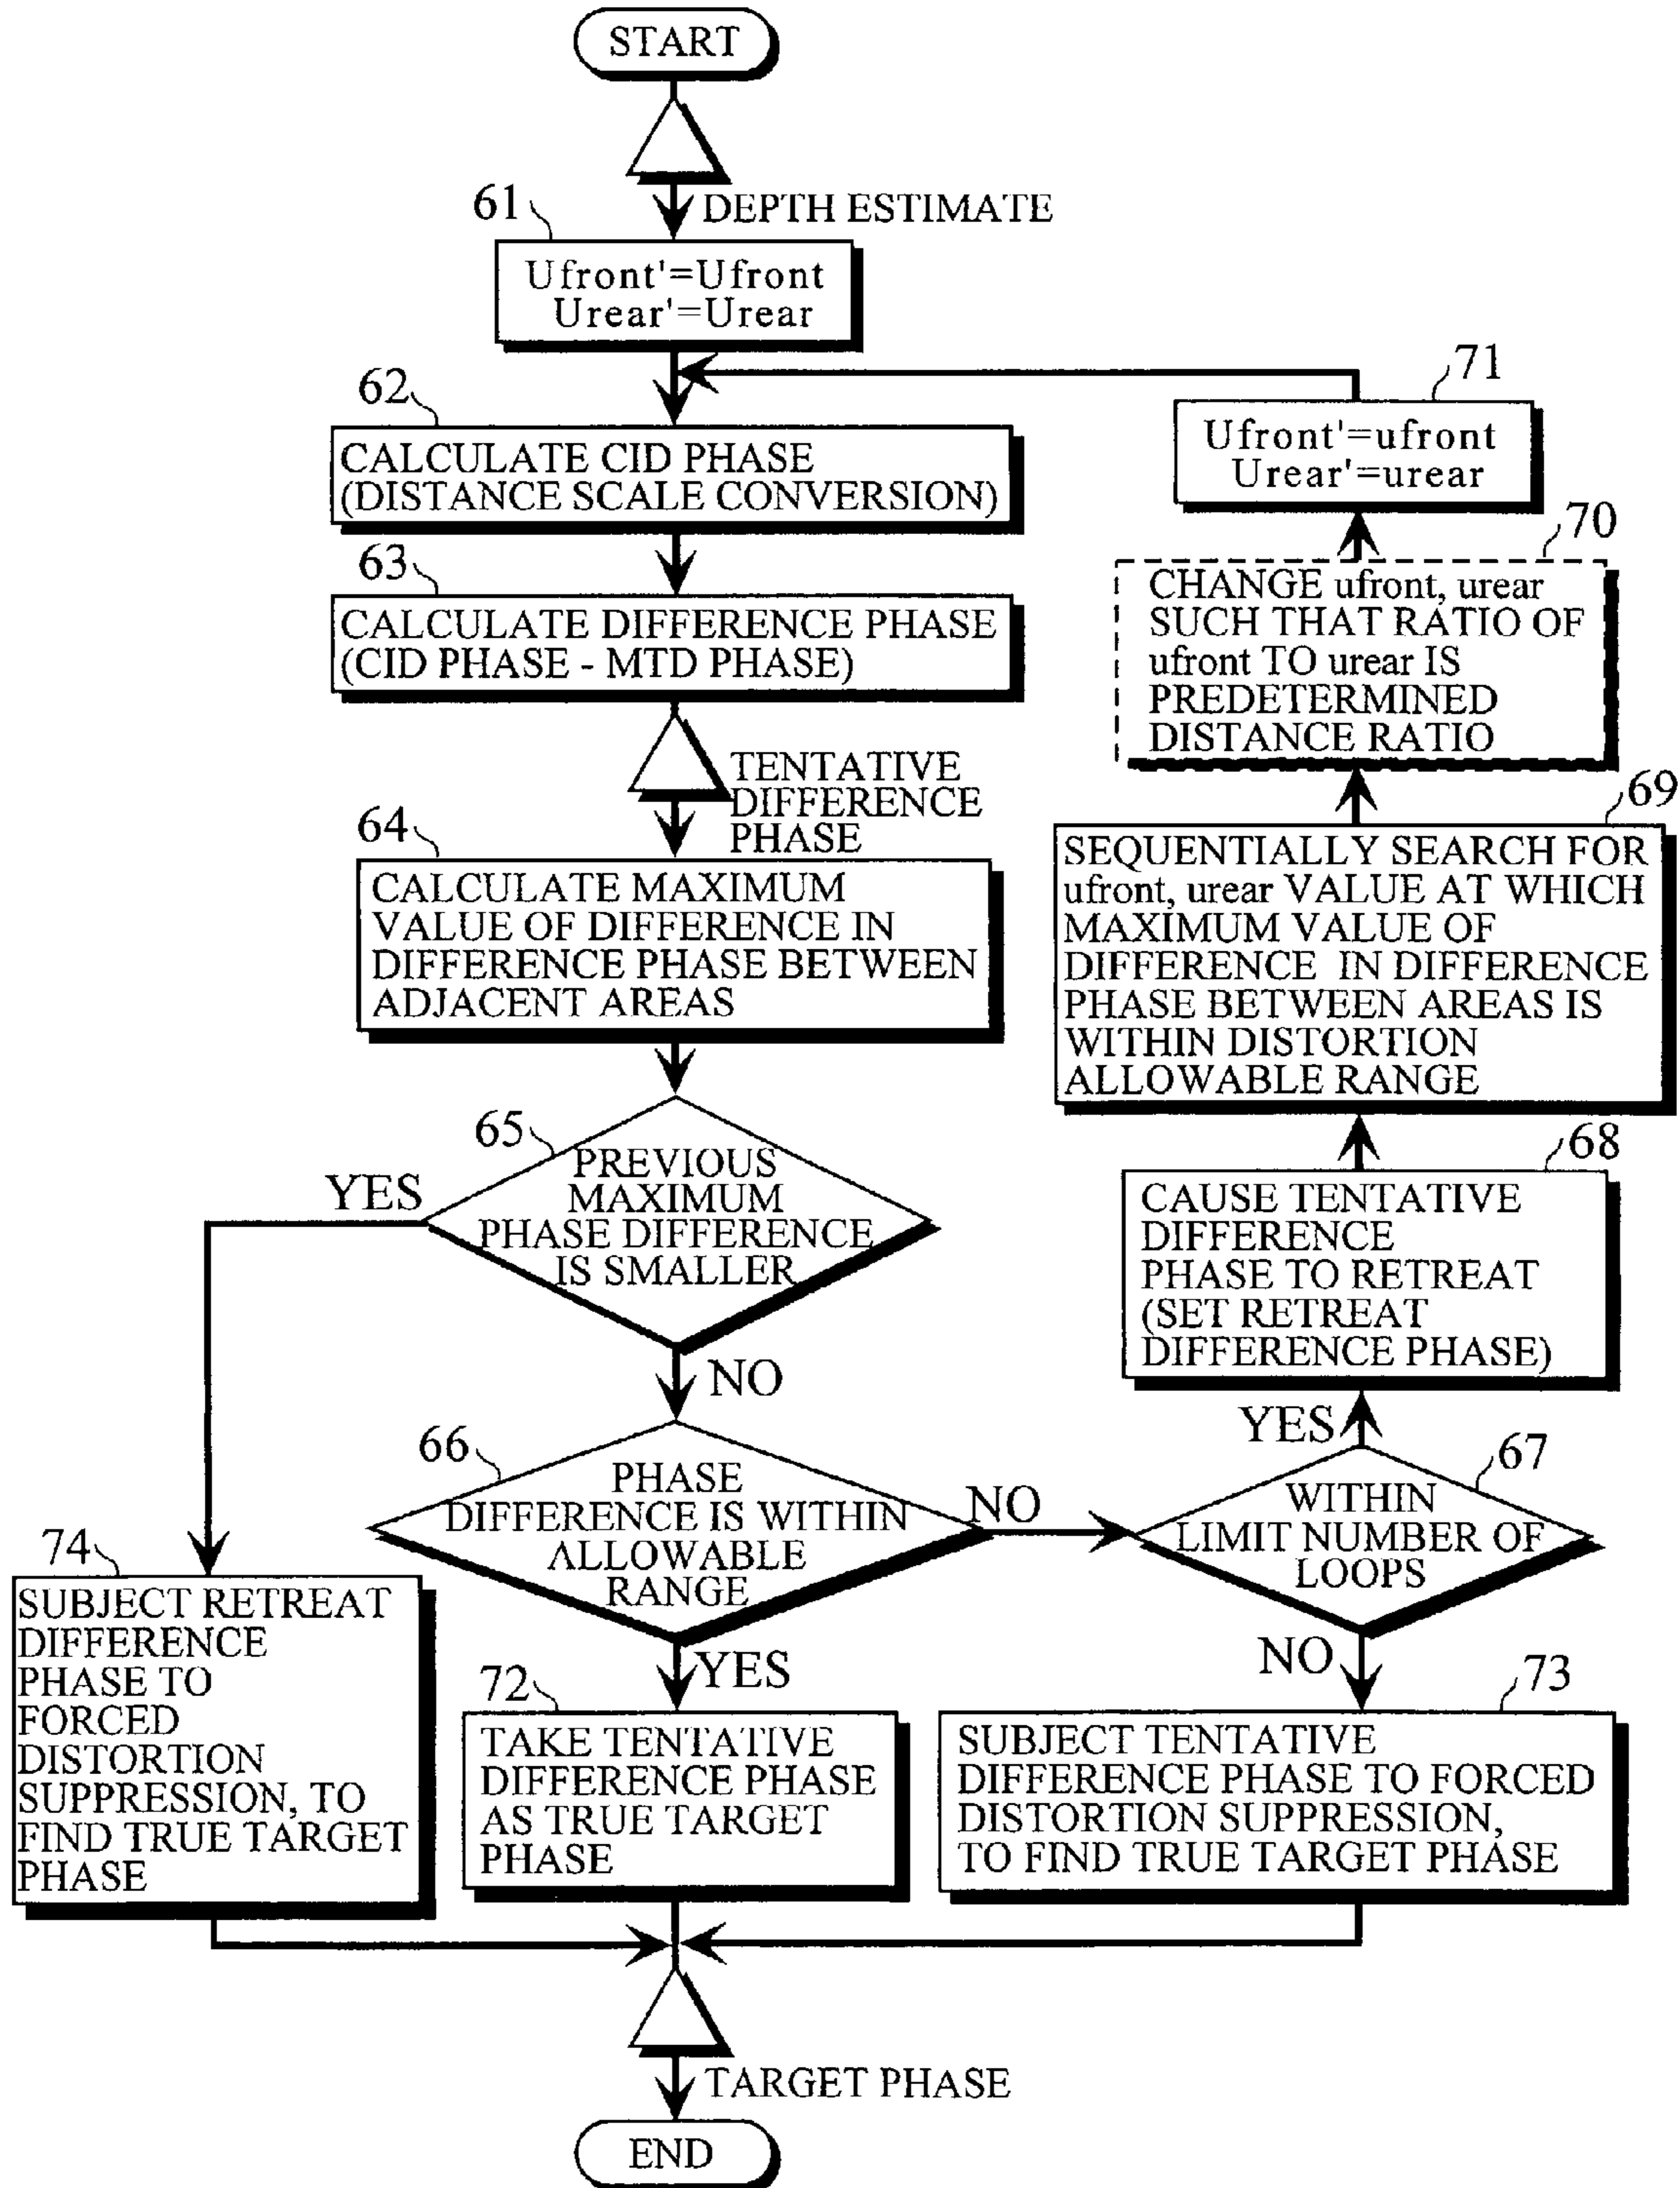 START
DEPTH ESTIMATE
61
Ufront'=Ufront
Urear'=Urear
62
CALCULATE CID PHASE
(DISTANCE SCALE CONVERSION)
63
CALCULATE DIFFERENCE PHASE
(CID PHASE - MTD PHASE)
TENTATIVE
DIFFERENCE
PHASE
64
CALCULATE MAXIMUM
VALUE OF DIFFERENCE IN
DIFFERENCE PHASE BETWEEN
ADJACENT AREAS
65
PREVIOUS
MAXIMUM
PHASE DIFFERENCE
IS SMALLER
YES
NO
66
PHASE
DIFFERENCE IS WITHIN
ALLOWABLE
RANGE
NO
YES
67
WITHIN
LIMIT NUMBER OF
LOOPS
YES
NO
68
CAUSE TENTATIVE
DIFFERENCE
PHASE TO RETREAT
(SET RETREAT
DIFFERENCE PHASE)
69
SEQUENTIALLY SEARCH FOR
ufront, urear VALUE AT WHICH
MAXIMUM VALUE OF
DIFFERENCE IN DIFFERENCE
PHASE BETWEEN AREAS IS
WITHIN DISTORTION
ALLOWABLE RANGE
70
CHANGE ufront, urear
SUCH THAT RATIO OF
ufront TO urear IS
PREDETERMINED
DISTANCE RATIO
71
Ufront'=ufront
Urear'=urear
74
SUBJECT RETREAT
DIFFERENCE
PHASE TO
FORCED
DISTORTION
SUPPRESSION, TO
FIND TRUE TARGET
PHASE
72
TAKE TENTATIVE
DIFFERENCE PHASE
AS TRUE TARGET
PHASE
73
SUBJECT TENTATIVE
DIFFERENCE PHASE TO FORCED
DISTORTION SUPPRESSION,
TO FIND TRUE TARGET PHASE
TARGET PHASE
END